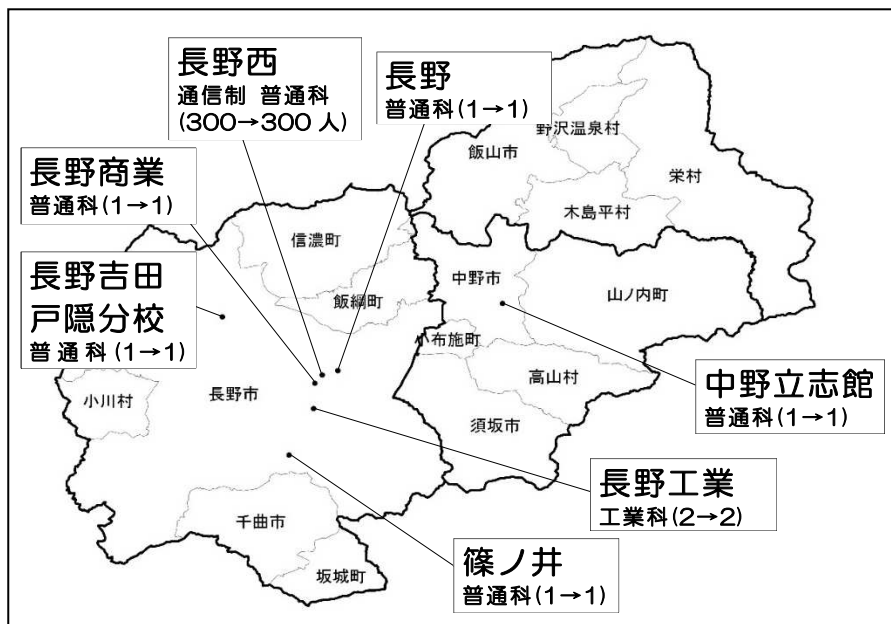 長野西
通信制 普通科
(300→300人)
長野
普通科(1→1)
長野商業
普通科(1→1)
長野吉田
戸隠分校
普通科(1→1)
野沢温泉村
飯山市
栄村
木島平村
信濃町
中野市
山ノ内町
飯綱町
小布施町
高山村
小川村
長野市
須坂市
中野立志館
普通科(1→1)
長野工業
工業科(2→2)
千曲市
坂城町
篠ノ井
普通科(1→1)